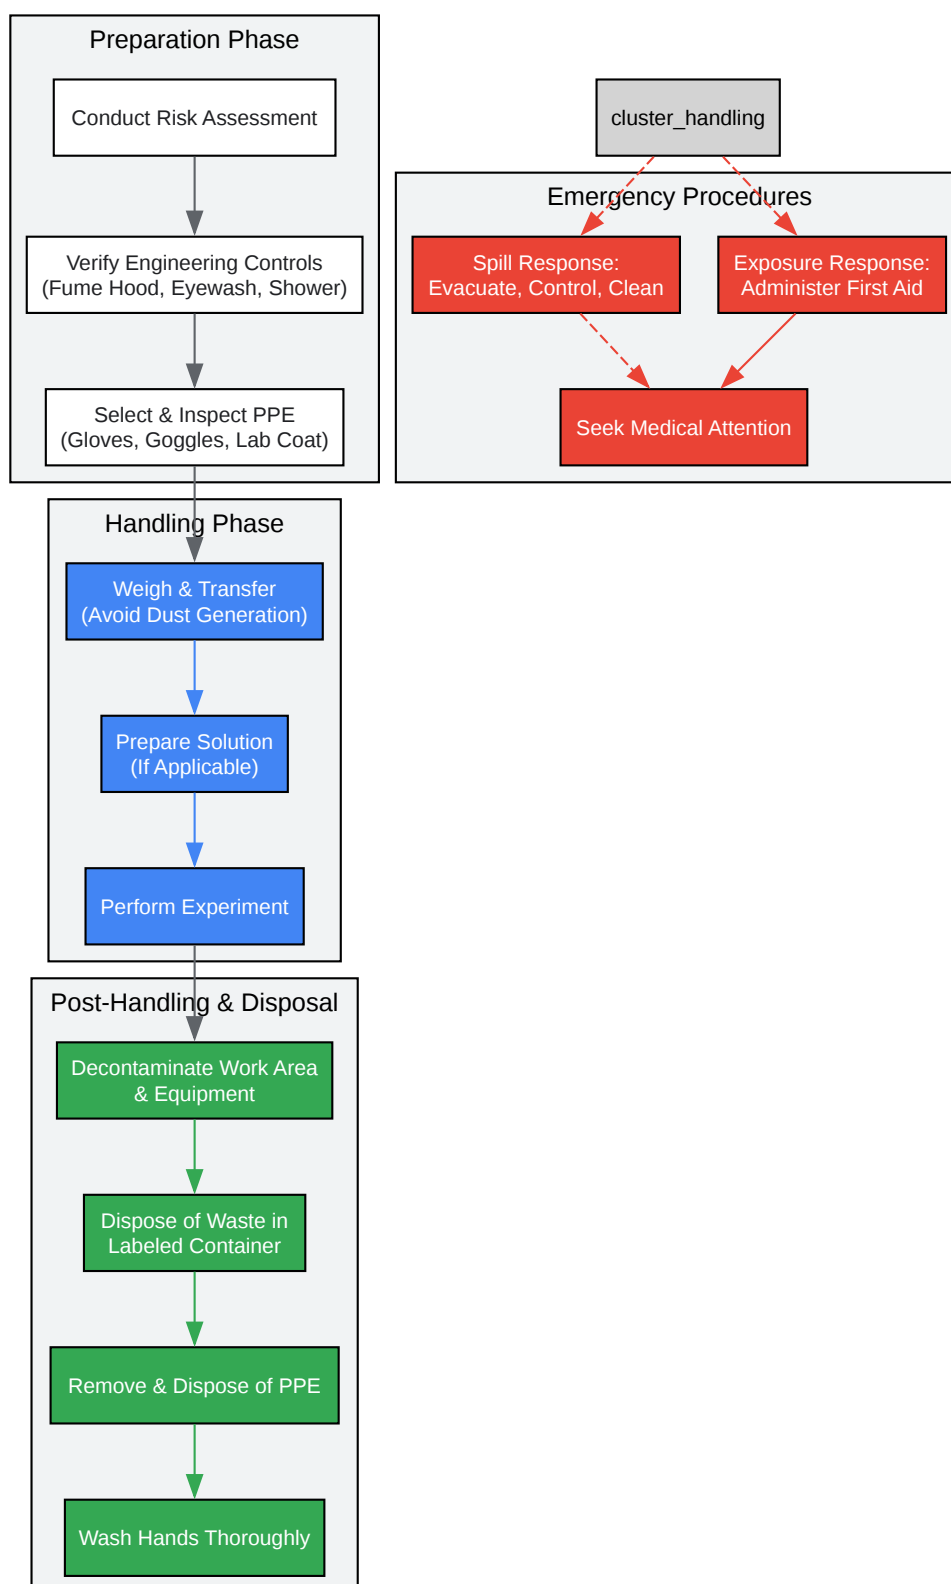 Preparation Phase
Conduct Risk Assessment
Verify Engineering Controls
(Fume Hood, Eyewash, Shower)
Select & Inspect PPE
(Gloves, Goggles, Lab Coat)
cluster_handling
Emergency Procedures
Spill Response:
Evacuate, Control, Clean
Exposure Response:
Administer First Aid
Seek Medical Attention
Handling Phase
Weigh & Transfer
(Avoid Dust Generation)
Prepare Solution
(If Applicable)
Perform Experiment
Post-Handling & Disposal
Decontaminate Work Area
& Equipment
Dispose of Waste in
Labeled Container
Remove & Dispose of PPE
Wash Hands Thoroughly